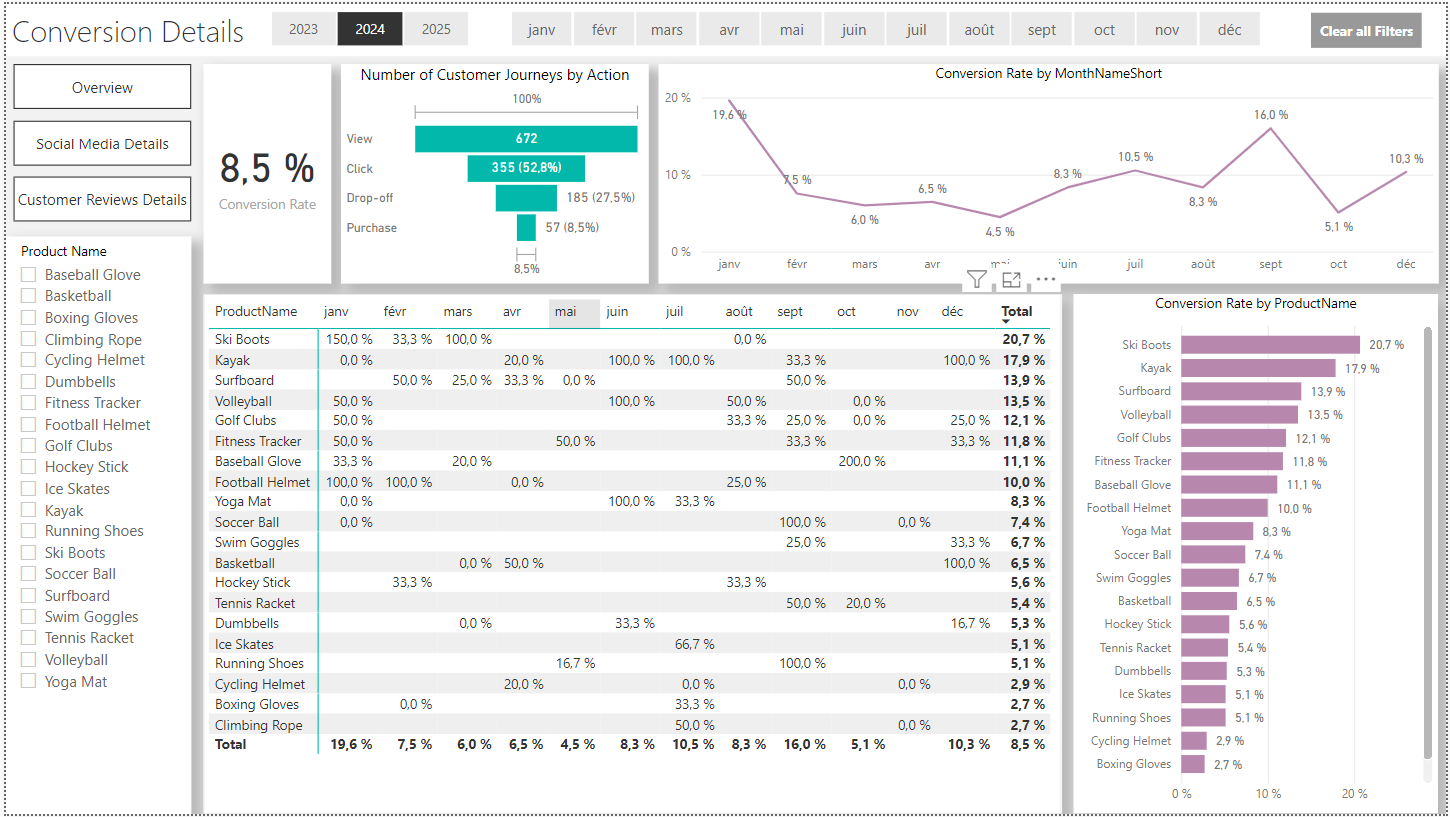 Conversion Details
2023 2024 2025
janv févr mars avr mai juin juil août sept oct nov déc
Clear all Filters
Overview
Social Media Details
Customer Reviews Details
Product Name
Baseball Glove
Basketball
Boxing Gloves
Climbing Rope
Cycling Helmet
Dumbbells
Fitness Tracker
Football Helmet
Golf Clubs
Hockey Stick
Ice Skates
Kayak
Running Shoes
Ski Boots
Soccer Ball
Surfboard
Swim Goggles
Tennis Racket
Volleyball
Yoga Mat
8,5 %
Conversion Rate
Number of Customer Journeys by Action
100%
View 672
Click 355 (52,8%)
Drop-off 185 (27,5%)
Purchase 57 (8,5%)
8,5%
Conversion Rate by MonthNameShort
20 %
10 %
0 %
19,6 % 7,5 % 6,0 % 6,5 % 4,5 % 8,3 % 10,5 % 8,3 % 16,0 % 5,1 % 10,3 %
janv févr mars avr mai juin juil août sept oct déc
ProductName janv févr mars avr mai juin juil août sept oct nov déc Total
Ski Boots 150,0 % 33,3 % 100,0 % 0,0 % 20,7 %
Kayak 0,0 % 20,0 % 100,0 % 100,0 % 33,3 % 100,0 % 17,9 %
Surfboard 50,0 % 25,0 % 33,3 % 0,0 % 50,0 % 13,9 %
Volleyball 50,0 % 100,0 % 50,0 % 0,0 % 13,5 %
Golf Clubs 50,0 % 33,3 % 25,0 % 0,0 % 25,0 % 12,1 %
Fitness Tracker 50,0 % 50,0 % 33,3 % 33,3 % 11,8 %
Baseball Glove 33,3 % 20,0 % 200,0 % 11,1 %
Football Helmet 100,0 % 100,0 % 0,0 % 25,0 % 10,0 %
Yoga Mat 0,0 % 100,0 % 33,3 % 8,3 %
Soccer Ball 0,0 % 100,0 % 0,0 % 7,4 %
Swim Goggles 25,0 % 33,3 % 6,7 %
Basketball 0,0 % 50,0 % 100,0 % 6,5 %
Hockey Stick 33,3 % 33,3 % 5,6 %
Tennis Racket 50,0 % 20,0 % 5,4 %
Dumbbells 0,0 % 33,3 % 16,7 % 5,3 %
Ice Skates 66,7 % 5,1 %
Running Shoes 16,7 % 100,0 % 5,1 %
Cycling Helmet 20,0 % 0,0 % 0,0 % 2,9 %
Boxing Gloves 0,0 % 33,3 % 2,7 %
Climbing Rope 50,0 % 0,0 % 2,7 %
Total 19,6 % 7,5 % 6,0 % 6,5 % 4,5 % 8,3 % 10,5 % 8,3 % 16,0 % 5,1 % 10,3 % 8,5 %
Conversion Rate by ProductName
Ski Boots 20,7 %
Kayak 17,9 %
Surfboard 13,9 %
Volleyball 13,5 %
Golf Clubs 12,1 %
Fitness Tracker 11,8 %
Baseball Glove 11,1 %
Football Helmet 10,0 %
Yoga Mat 8,3 %
Soccer Ball 7,4 %
Swim Goggles 6,7 %
Basketball 6,5 %
Hockey Stick 5,6 %
Tennis Racket 5,4 %
Dumbbells 5,3 %
Ice Skates 5,1 %
Running Shoes 5,1 %
Cycling Helmet 2,9 %
Boxing Gloves 2,7 %
0 % 10 % 20 %